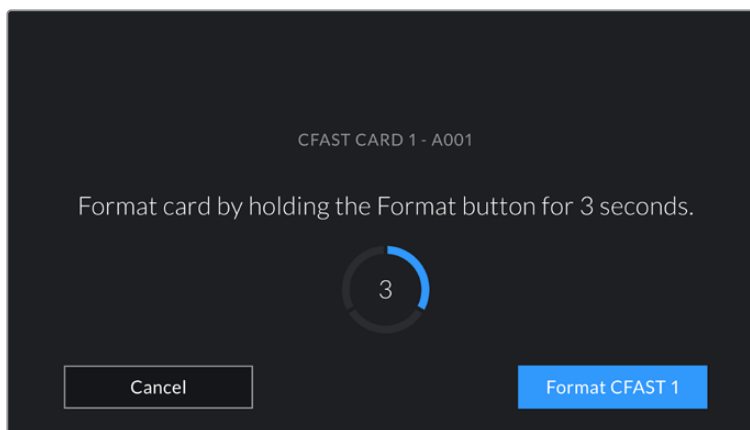 CFAST CARD 1 - A001
Format card by holding the Format button for 3 seconds.
3
Cancel
Format CFAST 1